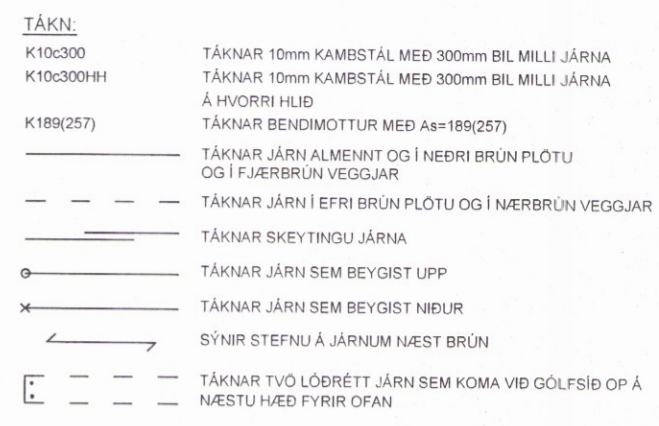 TÁKN:
K10c300 TÁKNAR 10mm KAMBSTÁL MEÐ 300mm BIL MILLI JÁRNA
K10c300HH TÁKNAR 10mm KAMBSTÁL MEÐ 300mm BIL MILLI JÁRNA
Á HVORRI HLIÐ
K189(257) TÁKNAR BENDIMOTTUR MEÐ As=189(257)
TÁKNAR JÁRN ALMENNT OG Í NEÐRI BRÚN PLÖTU
OG Í FJÆRBRÚN VEGGJAR
TÁKNAR JÁRN Í EFRI BRÚN PLÖTU OG Í NÆRBRÚN VEGGJAR
TÁKNAR SKEYTINGU JÁRNA
TÁKNAR JÁRN SEM BEYGIST UPP
TÁKNAR JÁRN SEM BEYGIST NIÐUR
SÝNIR STEFNU Á JÁRNUM NÆST BRÚN
TÁKNAR TVÖ LÓÐRÉTT JÁRN SEM KOMA VIÐ GÓLFSÍÐ OP Á
NÆSTU HÆÐ FYRIR OFAN